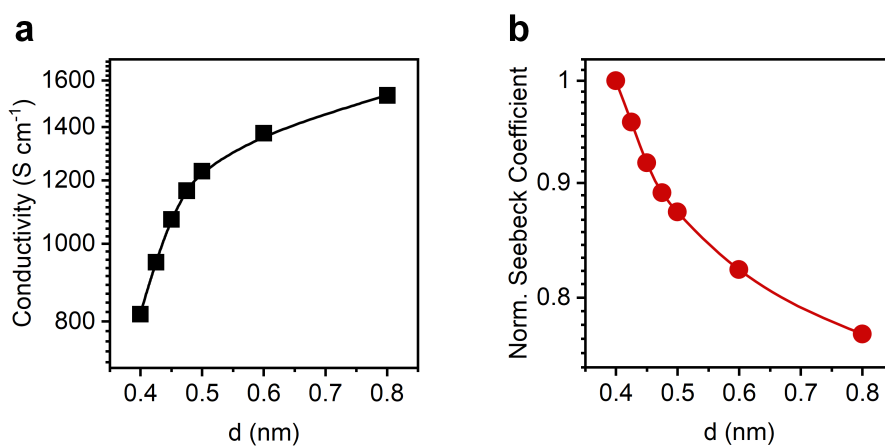 a
Conductivity (S cm⁻¹)
1600
1400
1200
1000
800
0.4 0.5 0.6 0.7 0.8
d (nm)
b
Norm. Seebeck Coefficient
1
0.9
0.8
0.4 0.5 0.6 0.7 0.8
d (nm)